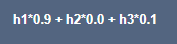 h1*0.9 + h2*0.0 + h3*0.1